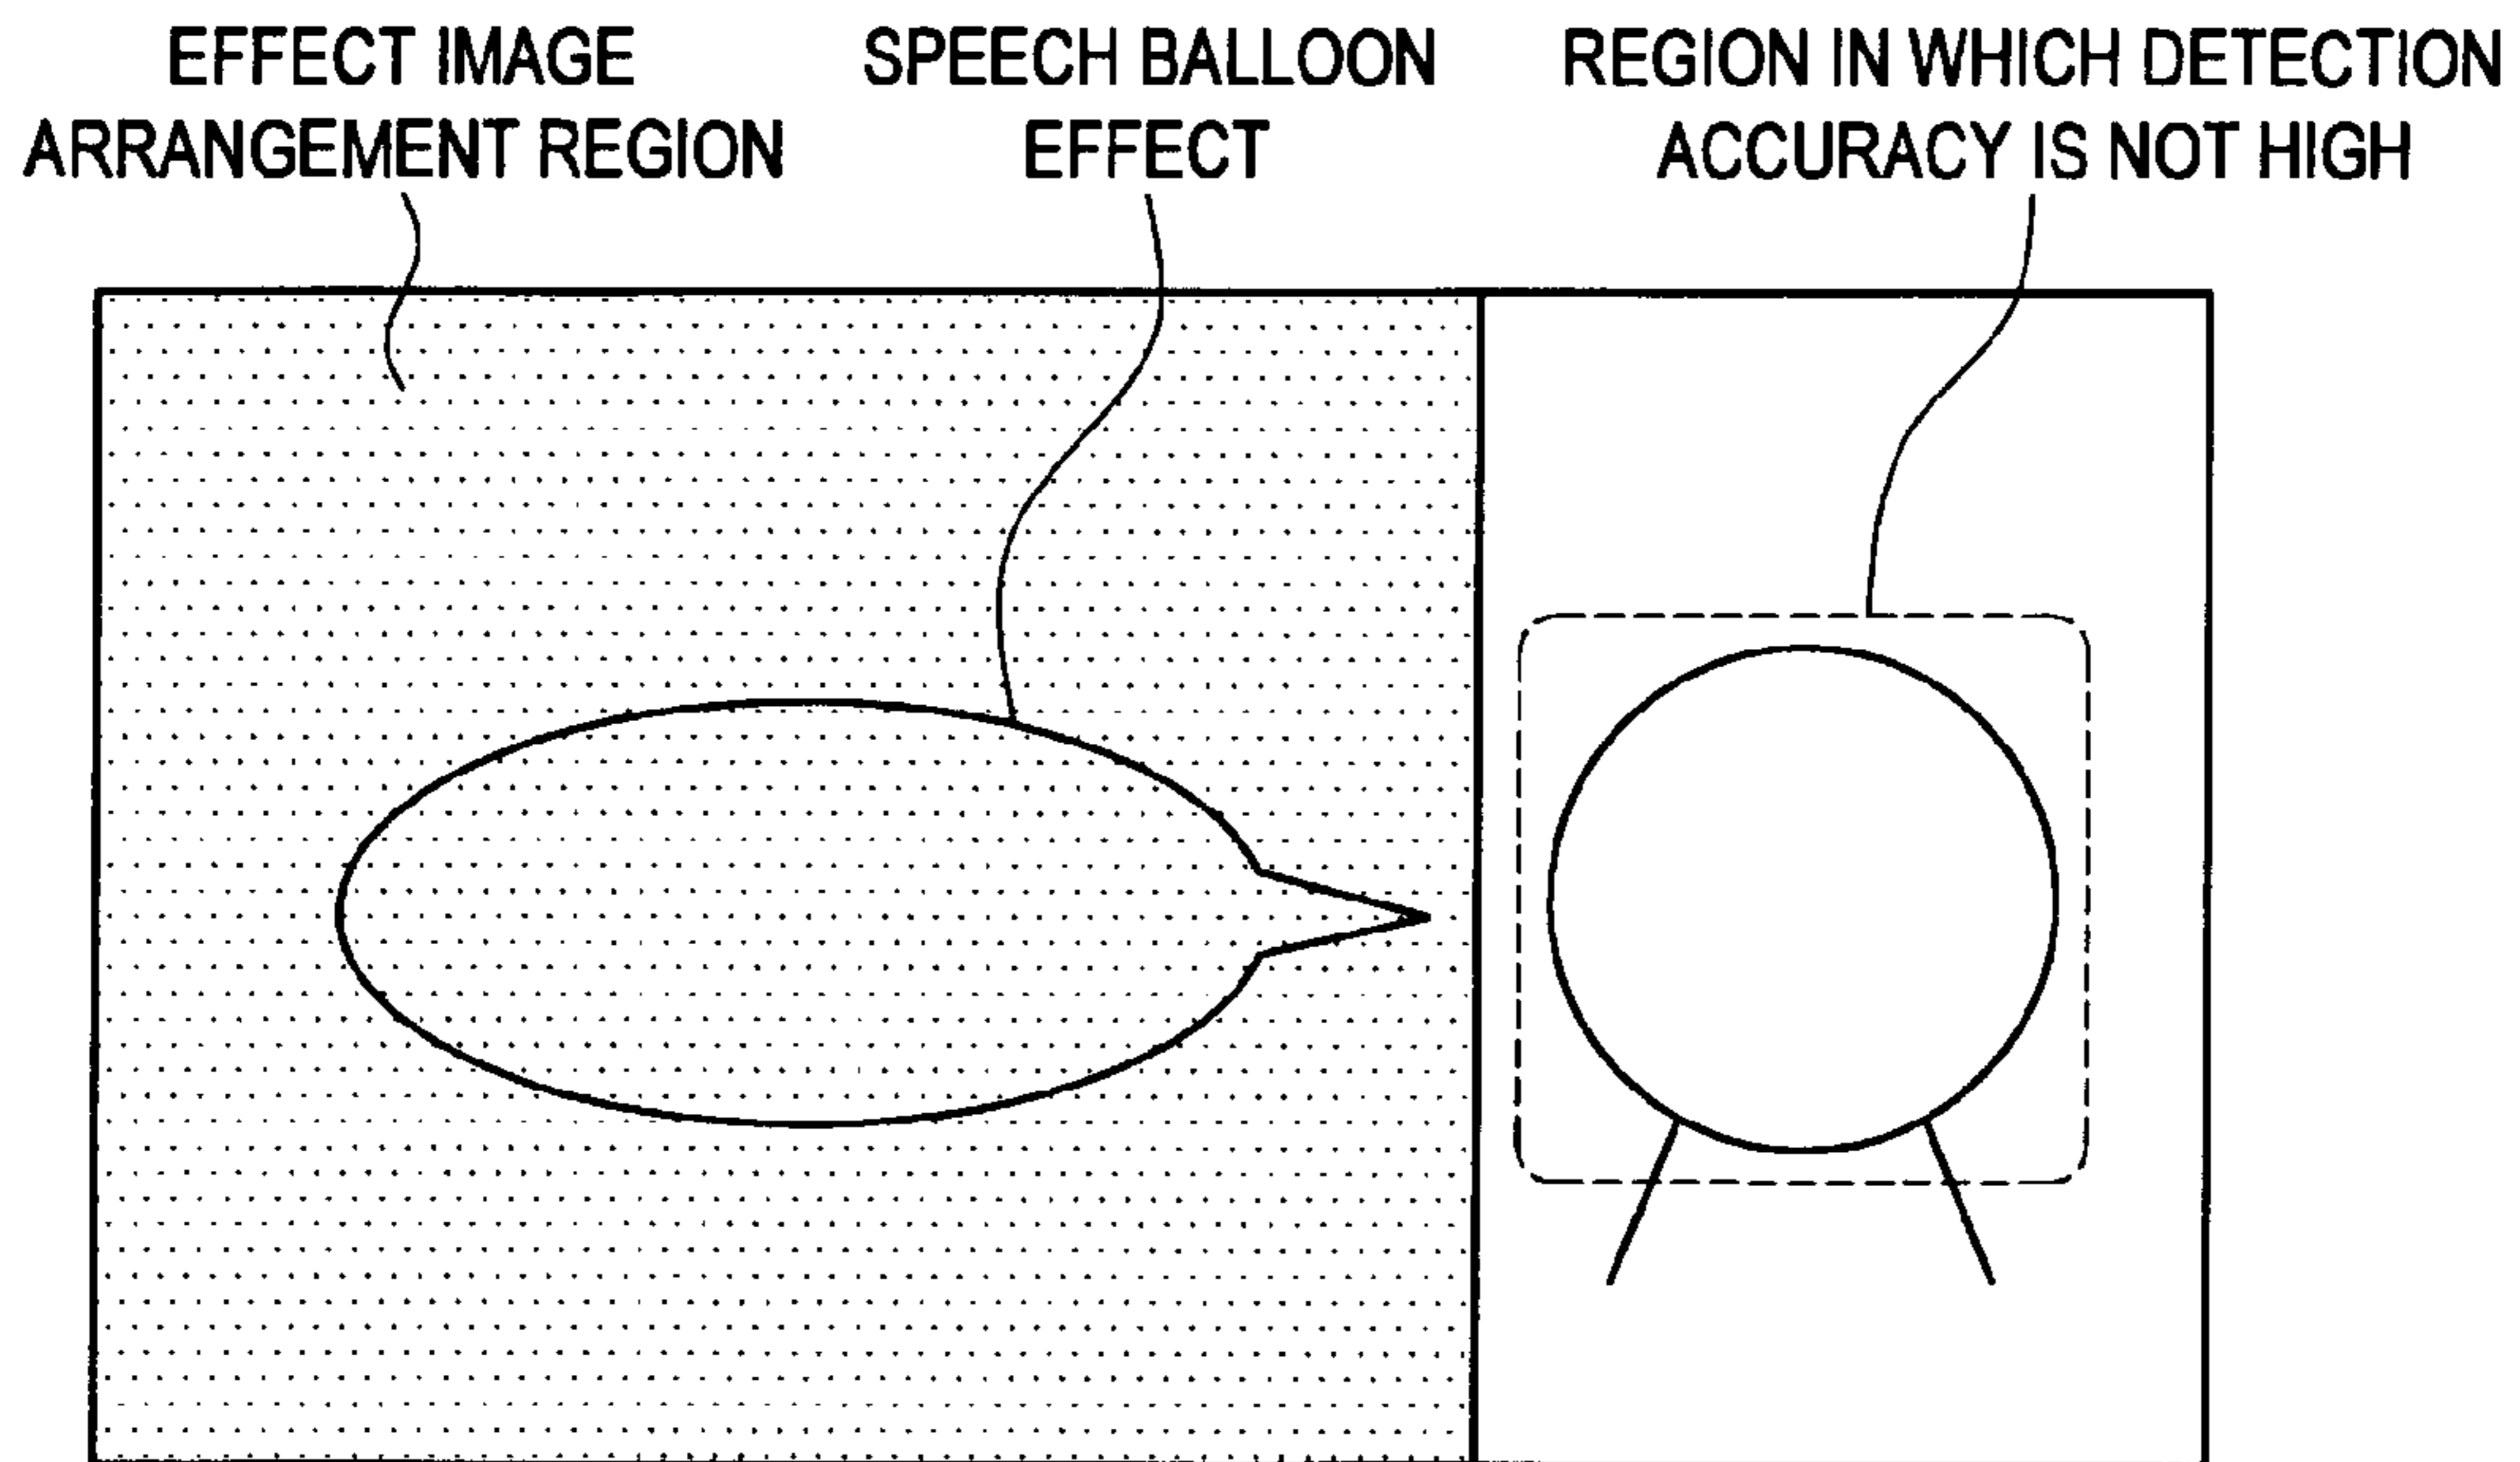 EFFECT IMAGE
ARRANGEMENT REGION
SPEECH BALLOON
EFFECT
REGION IN WHICH DETECTION
ACCURACY IS NOT HIGH